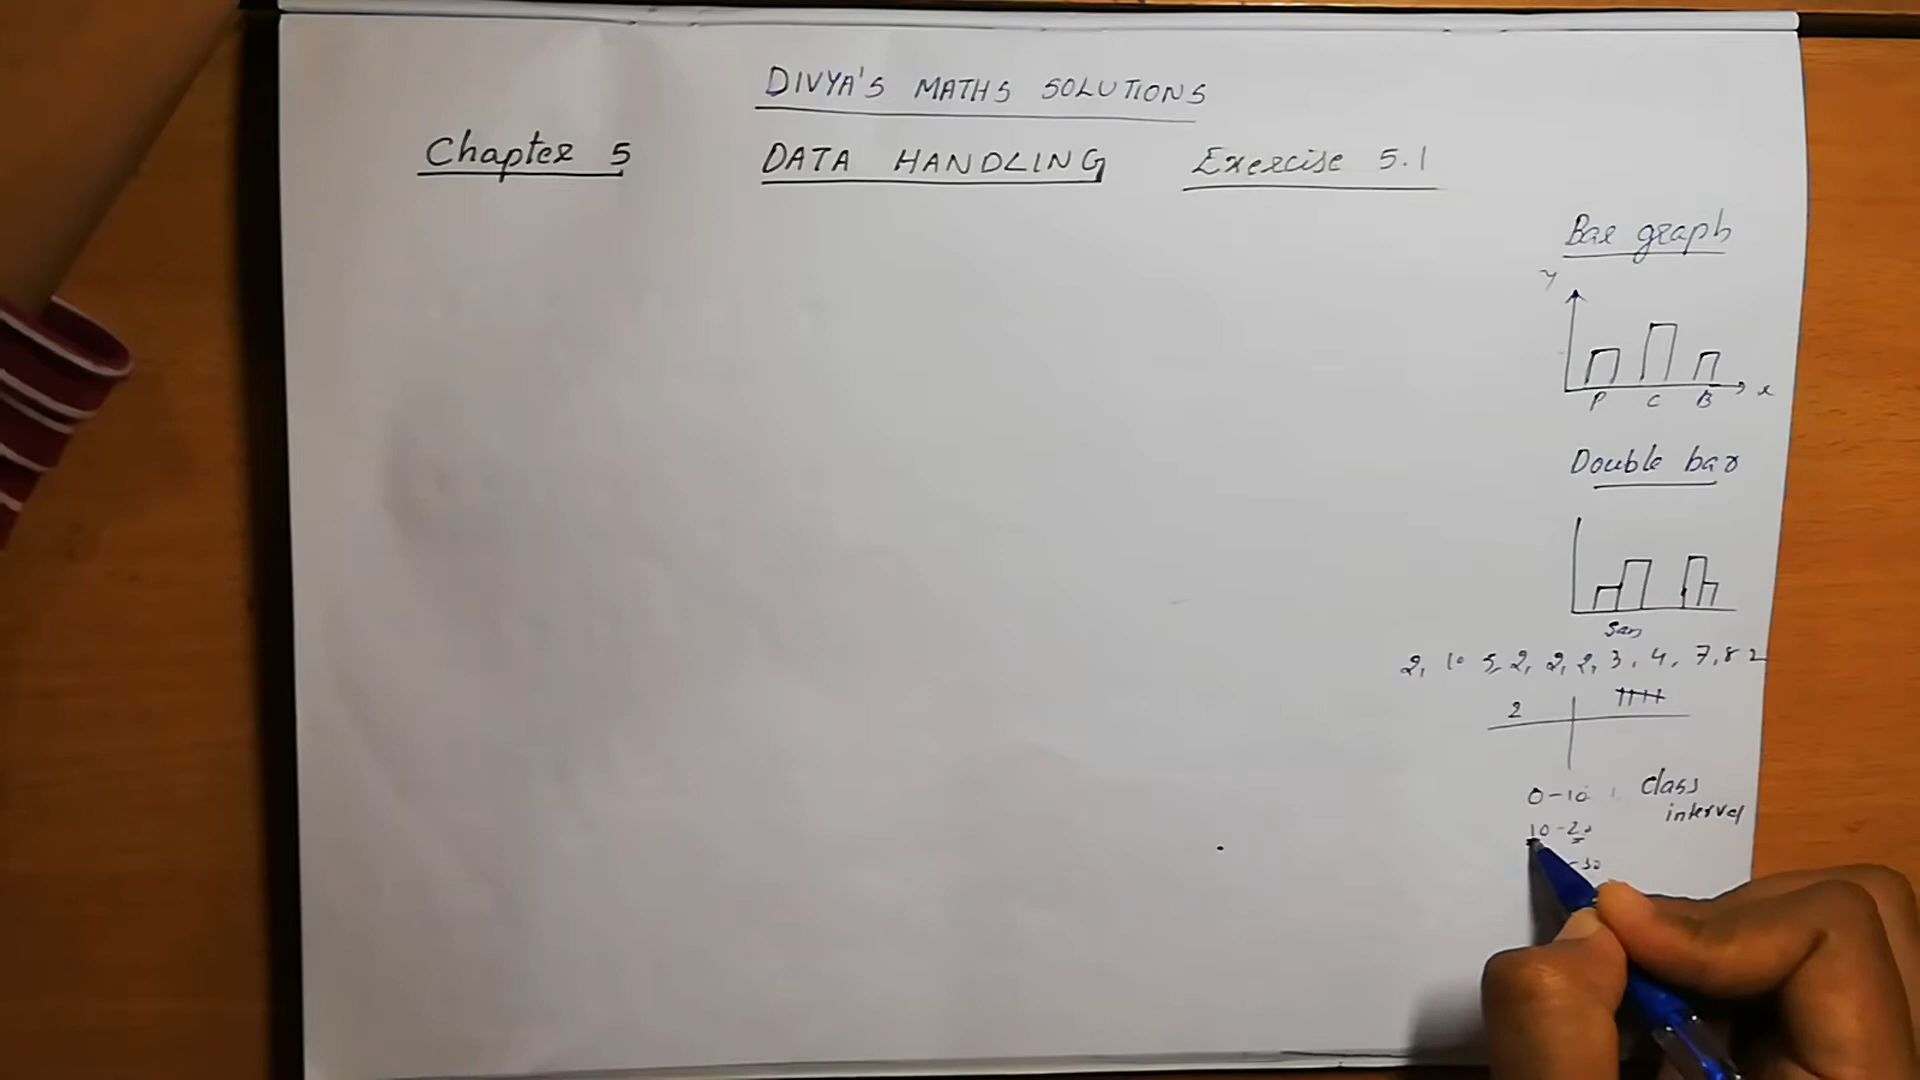 DIVYA'S MATHS SOLUTIONS
Chapter 5 DATA HANDLING Exercise 5.1
Bar graph
y
x
P C B
Double bar
2, 10 5, 2, 2, 2, 3, 4, 7, 8 2
2
0-10 class
interval
10-20
-30